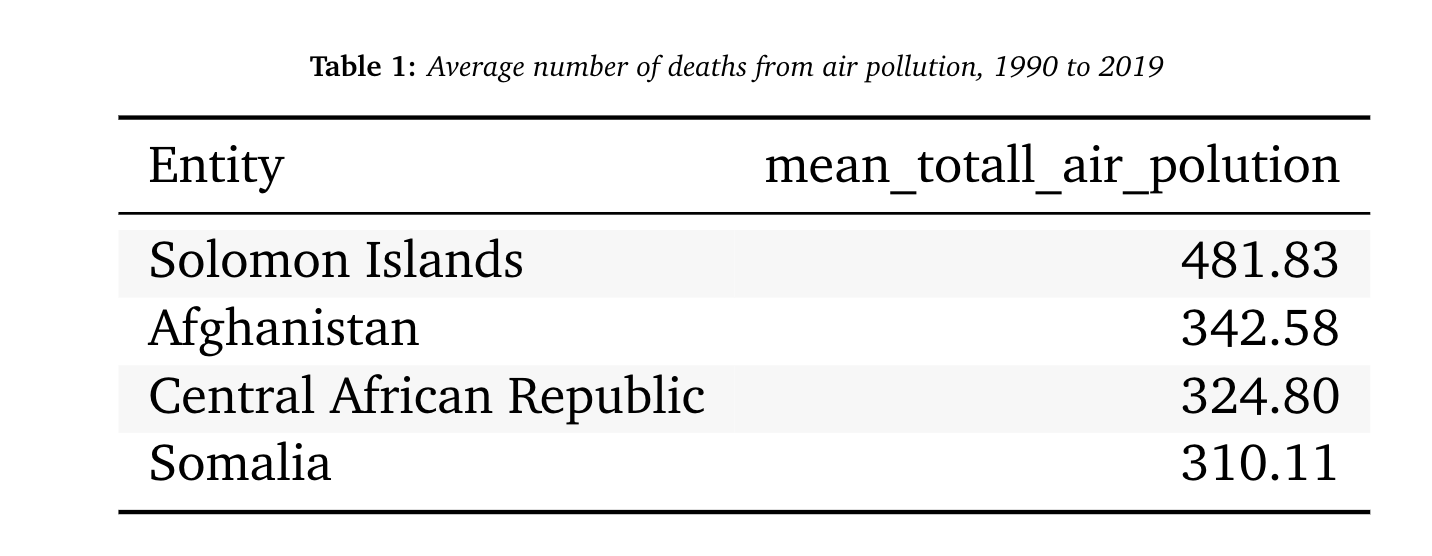 Table 1: Average number of deaths from air pollution, 1990 to 2019
Entity mean_totall_air_polution
Solomon Islands 481.83
Afghanistan 342.58
Central African Republic 324.80
Somalia 310.11